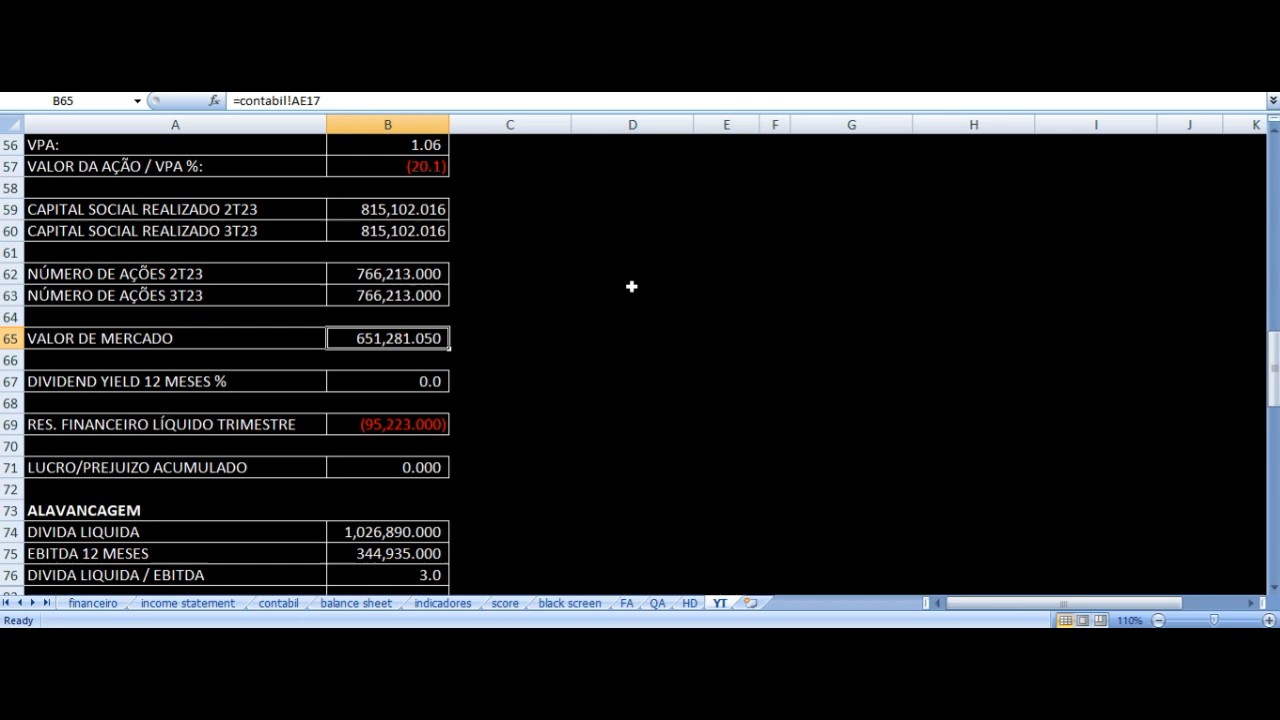 B65 fx =contabil!AE17
A B C D E F G H I J K
56 VPA: 1.06
57 VALOR DA AÇÃO / VPA %: (20.1)
58
59 CAPITAL SOCIAL REALIZADO 2T23 815,102.016
60 CAPITAL SOCIAL REALIZADO 3T23 815,102.016
61
62 NÚMERO DE AÇÕES 2T23 766,213.000
63 NÚMERO DE AÇÕES 3T23 766,213.000
64
65 VALOR DE MERCADO 651,281.050
66
67 DIVIDEND YIELD 12 MESES % 0.0
68
69 RES. FINANCEIRO LÍQUIDO TRIMESTRE (95,223.000)
70
71 LUCRO/PREJUIZO ACUMULADO 0.000
72
73 ALAVANCAGEM
74 DIVIDA LIQUIDA 1,026,890.000
75 EBITDA 12 MESES 344,935.000
76 DIVIDA LIQUIDA / EBITDA 3.0
financeiro income statement contabil balance sheet indicadores score black screen FA QA HD YT
Ready 110%